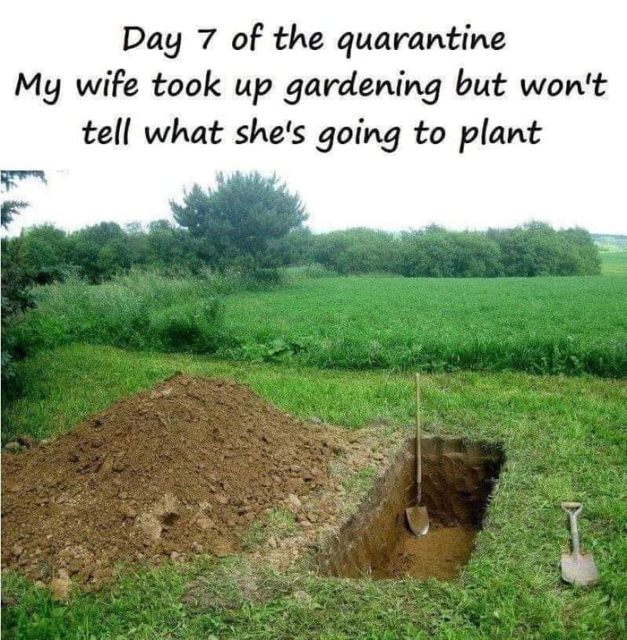 Day 7 of the quarantine
My wife took up gardening but won't
tell what she's going to plant